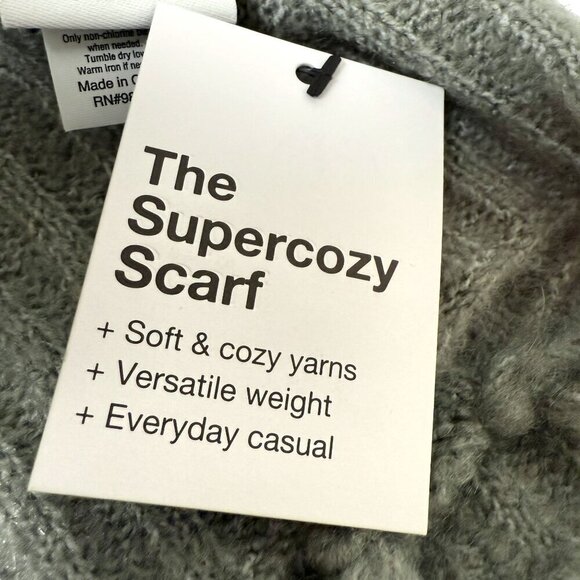 Only non-chlorine
when needed.
Tumble dry low
Warm iron if
Made in
The
Supercozy
Scarf
+ Soft & cozy yarns
+ Versatile weight
+ Everyday casual